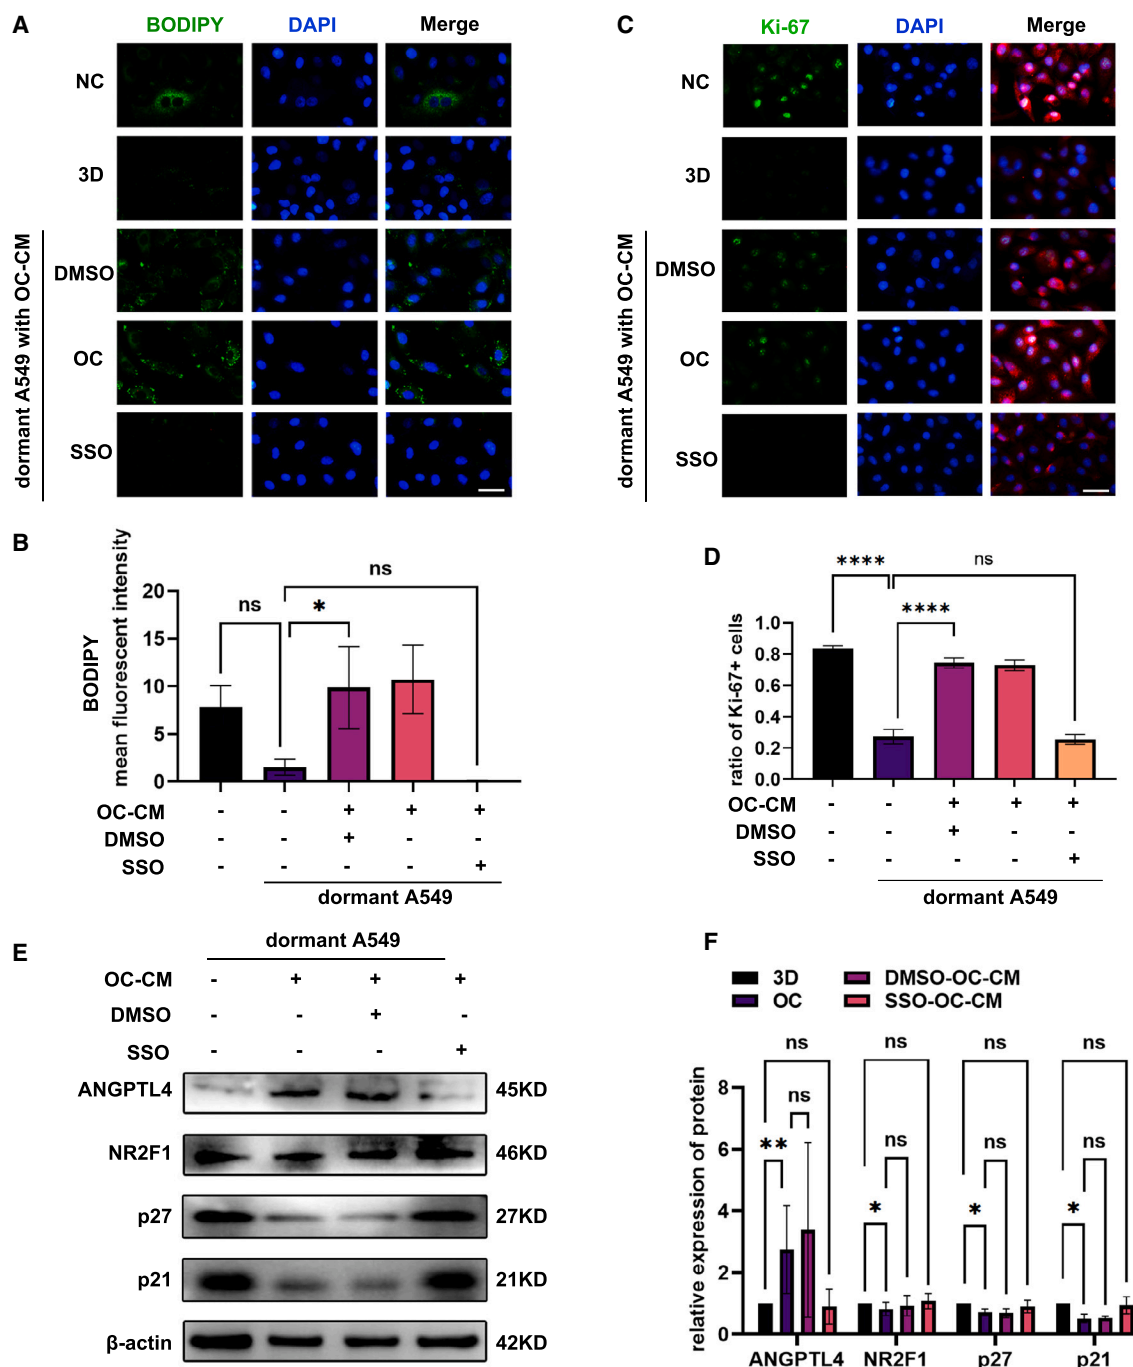 A
BODIPY DAPI Merge
NC
3D
DMSO
OC
SSO
dormant A549 with OC-CM
C
Ki-67 DAPI Merge
NC
3D
DMSO
OC
SSO
dormant A549 with OC-CM
B
BODIPY
mean fluorescent intensity
20
15
10
5
0
ns
*
ns
OC-CM - - + + +
DMSO - - + - -
SSO - - - - +
dormant A549
D
ratio of Ki-67+ cells
1.0
0.8
0.6
0.4
0.2
0.0
****
****
ns
OC-CM - - + + +
DMSO - - + - -
SSO - - - - +
dormant A549
E
dormant A549
OC-CM - + + +
DMSO - - + -
SSO - - - +
ANGPTL4 45KD
NR2F1 46KD
p27 27KD
p21 21KD
β-actin 42KD
F
3D DMSO-OC-CM
OC SSO-OC-CM
relative expression of protein
8
6
4
2
0
ns ns ns ns
** ns
* ns
* ns
* ns
ANGPTL4 NR2F1 p27 p21